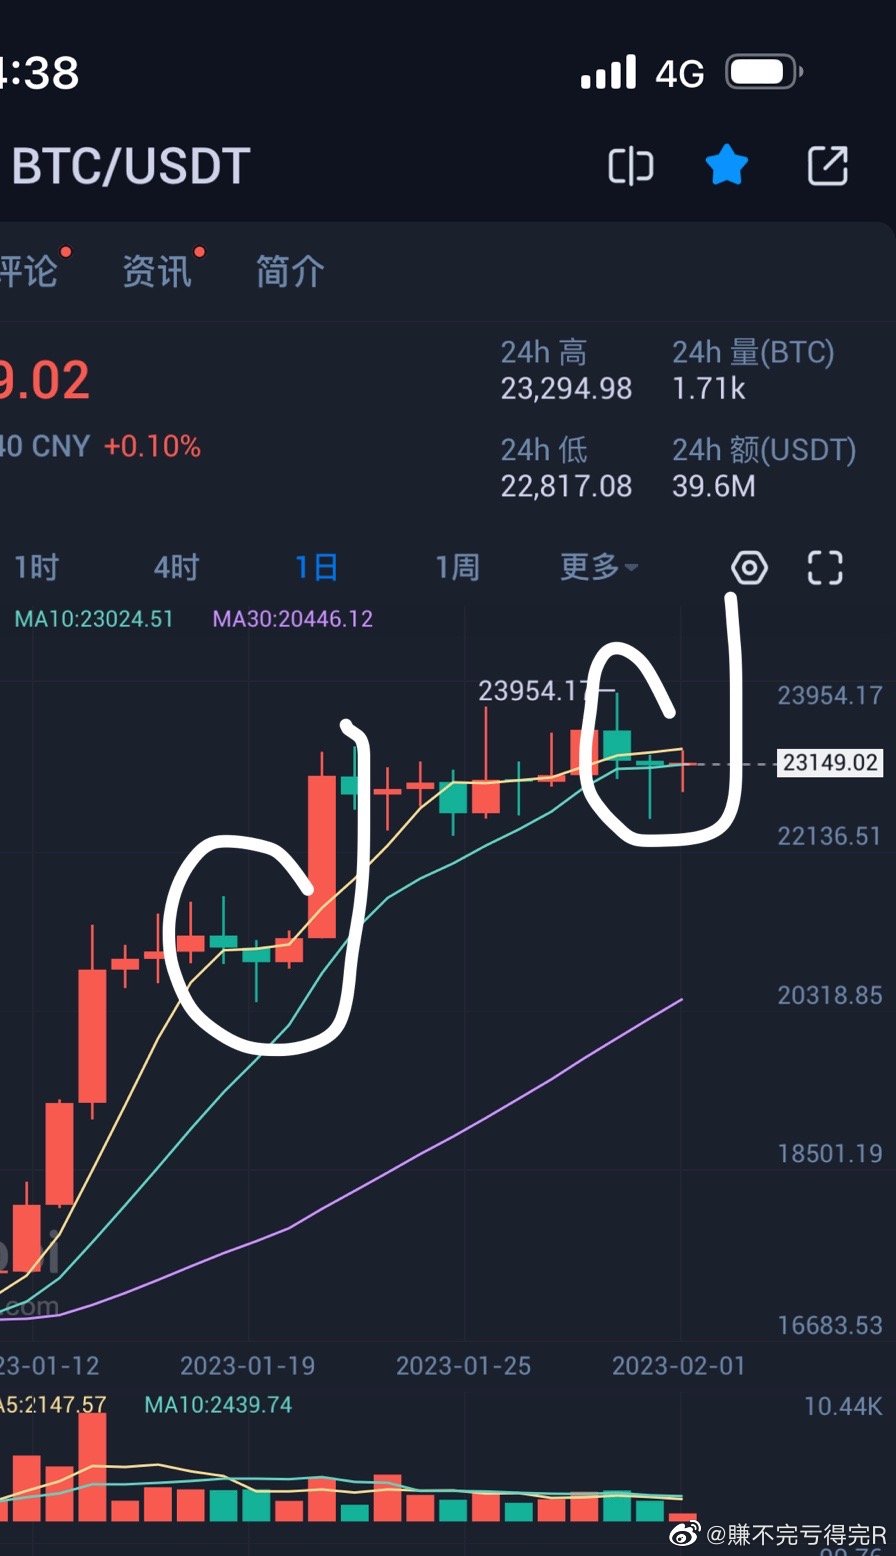 4:38 4G
BTC/USDT
评论 资讯 简介
24h 高 24h 量(BTC)
9.02 23,294.98 1.71k
40 CNY +0.10% 24h 低 24h 额(USDT)
22,817.08 39.6M
1时 4时 1日 1周 更多
MA10:23024.51 MA30:20446.12
23954.17 23954.17
23149.02
22136.51
20318.85
18501.19
.com
16683.53
23-01-12 2023-01-19 2023-01-25 2023-02-01
A5:2147.57 MA10:2439.74 10.44K
@賺不完亏得完R